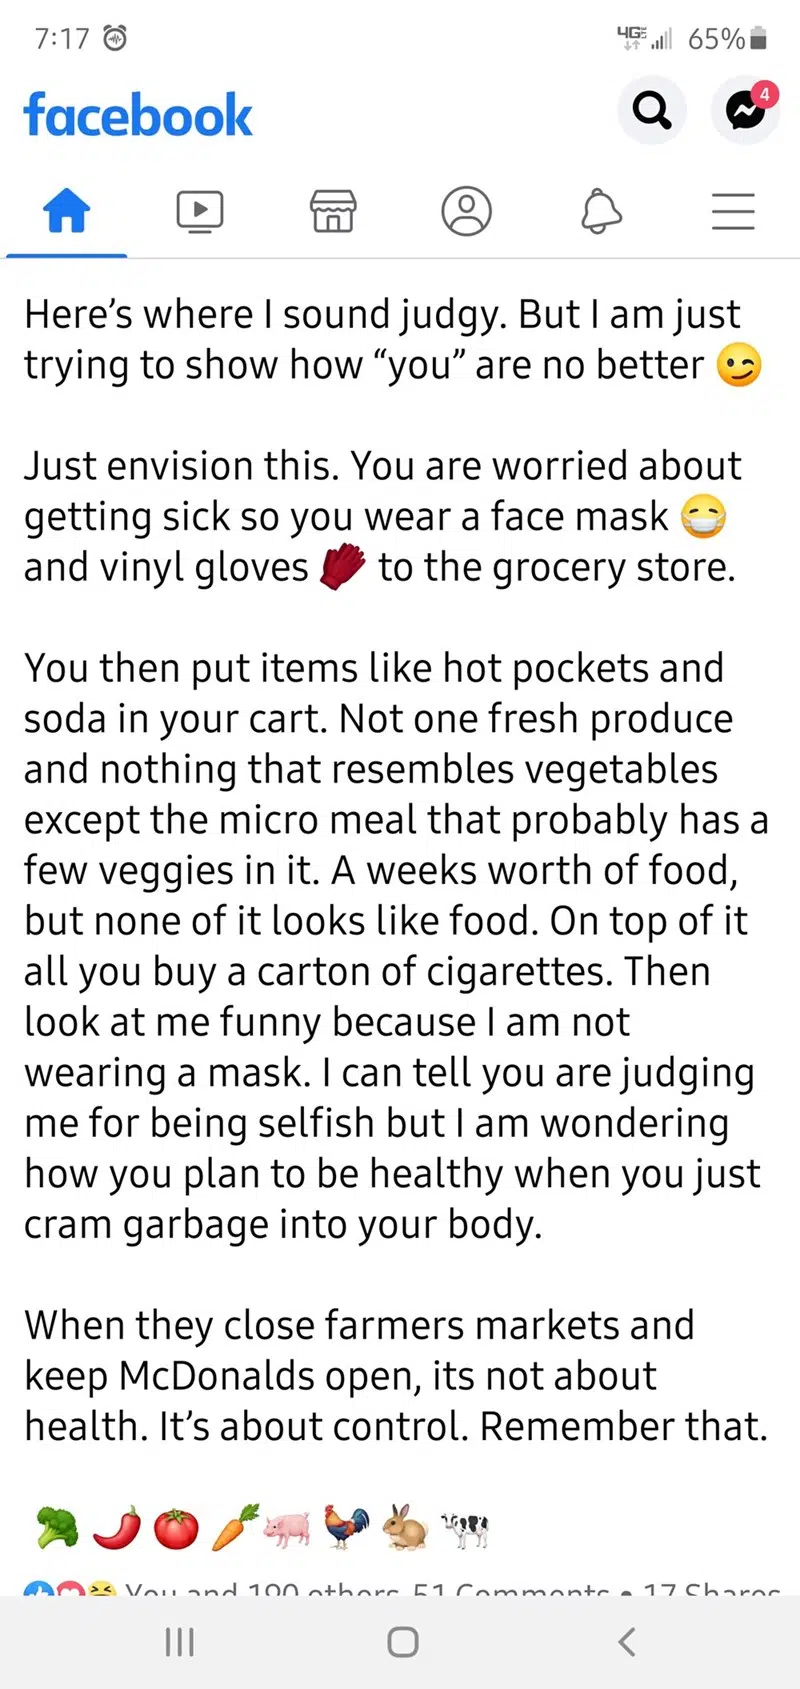 7:17 4GE 65%
facebook
4
Here's where I sound judgy. But I am just
trying to show how “you” are no better 😉
Just envision this. You are worried about
getting sick so you wear a face mask 😷
and vinyl gloves 🧤 to the grocery store.
You then put items like hot pockets and
soda in your cart. Not one fresh produce
and nothing that resembles vegetables
except the micro meal that probably has a
few veggies in it. A weeks worth of food,
but none of it looks like food. On top of it
all you buy a carton of cigarettes. Then
look at me funny because I am not
wearing a mask. I can tell you are judging
me for being selfish but I am wondering
how you plan to be healthy when you just
cram garbage into your body.
When they close farmers markets and
keep McDonalds open, its not about
health. It's about control. Remember that.
🥦🌶🍅🥕🐖🐓🐇🐄
You and 190 others 51 Comments • 17 Shares